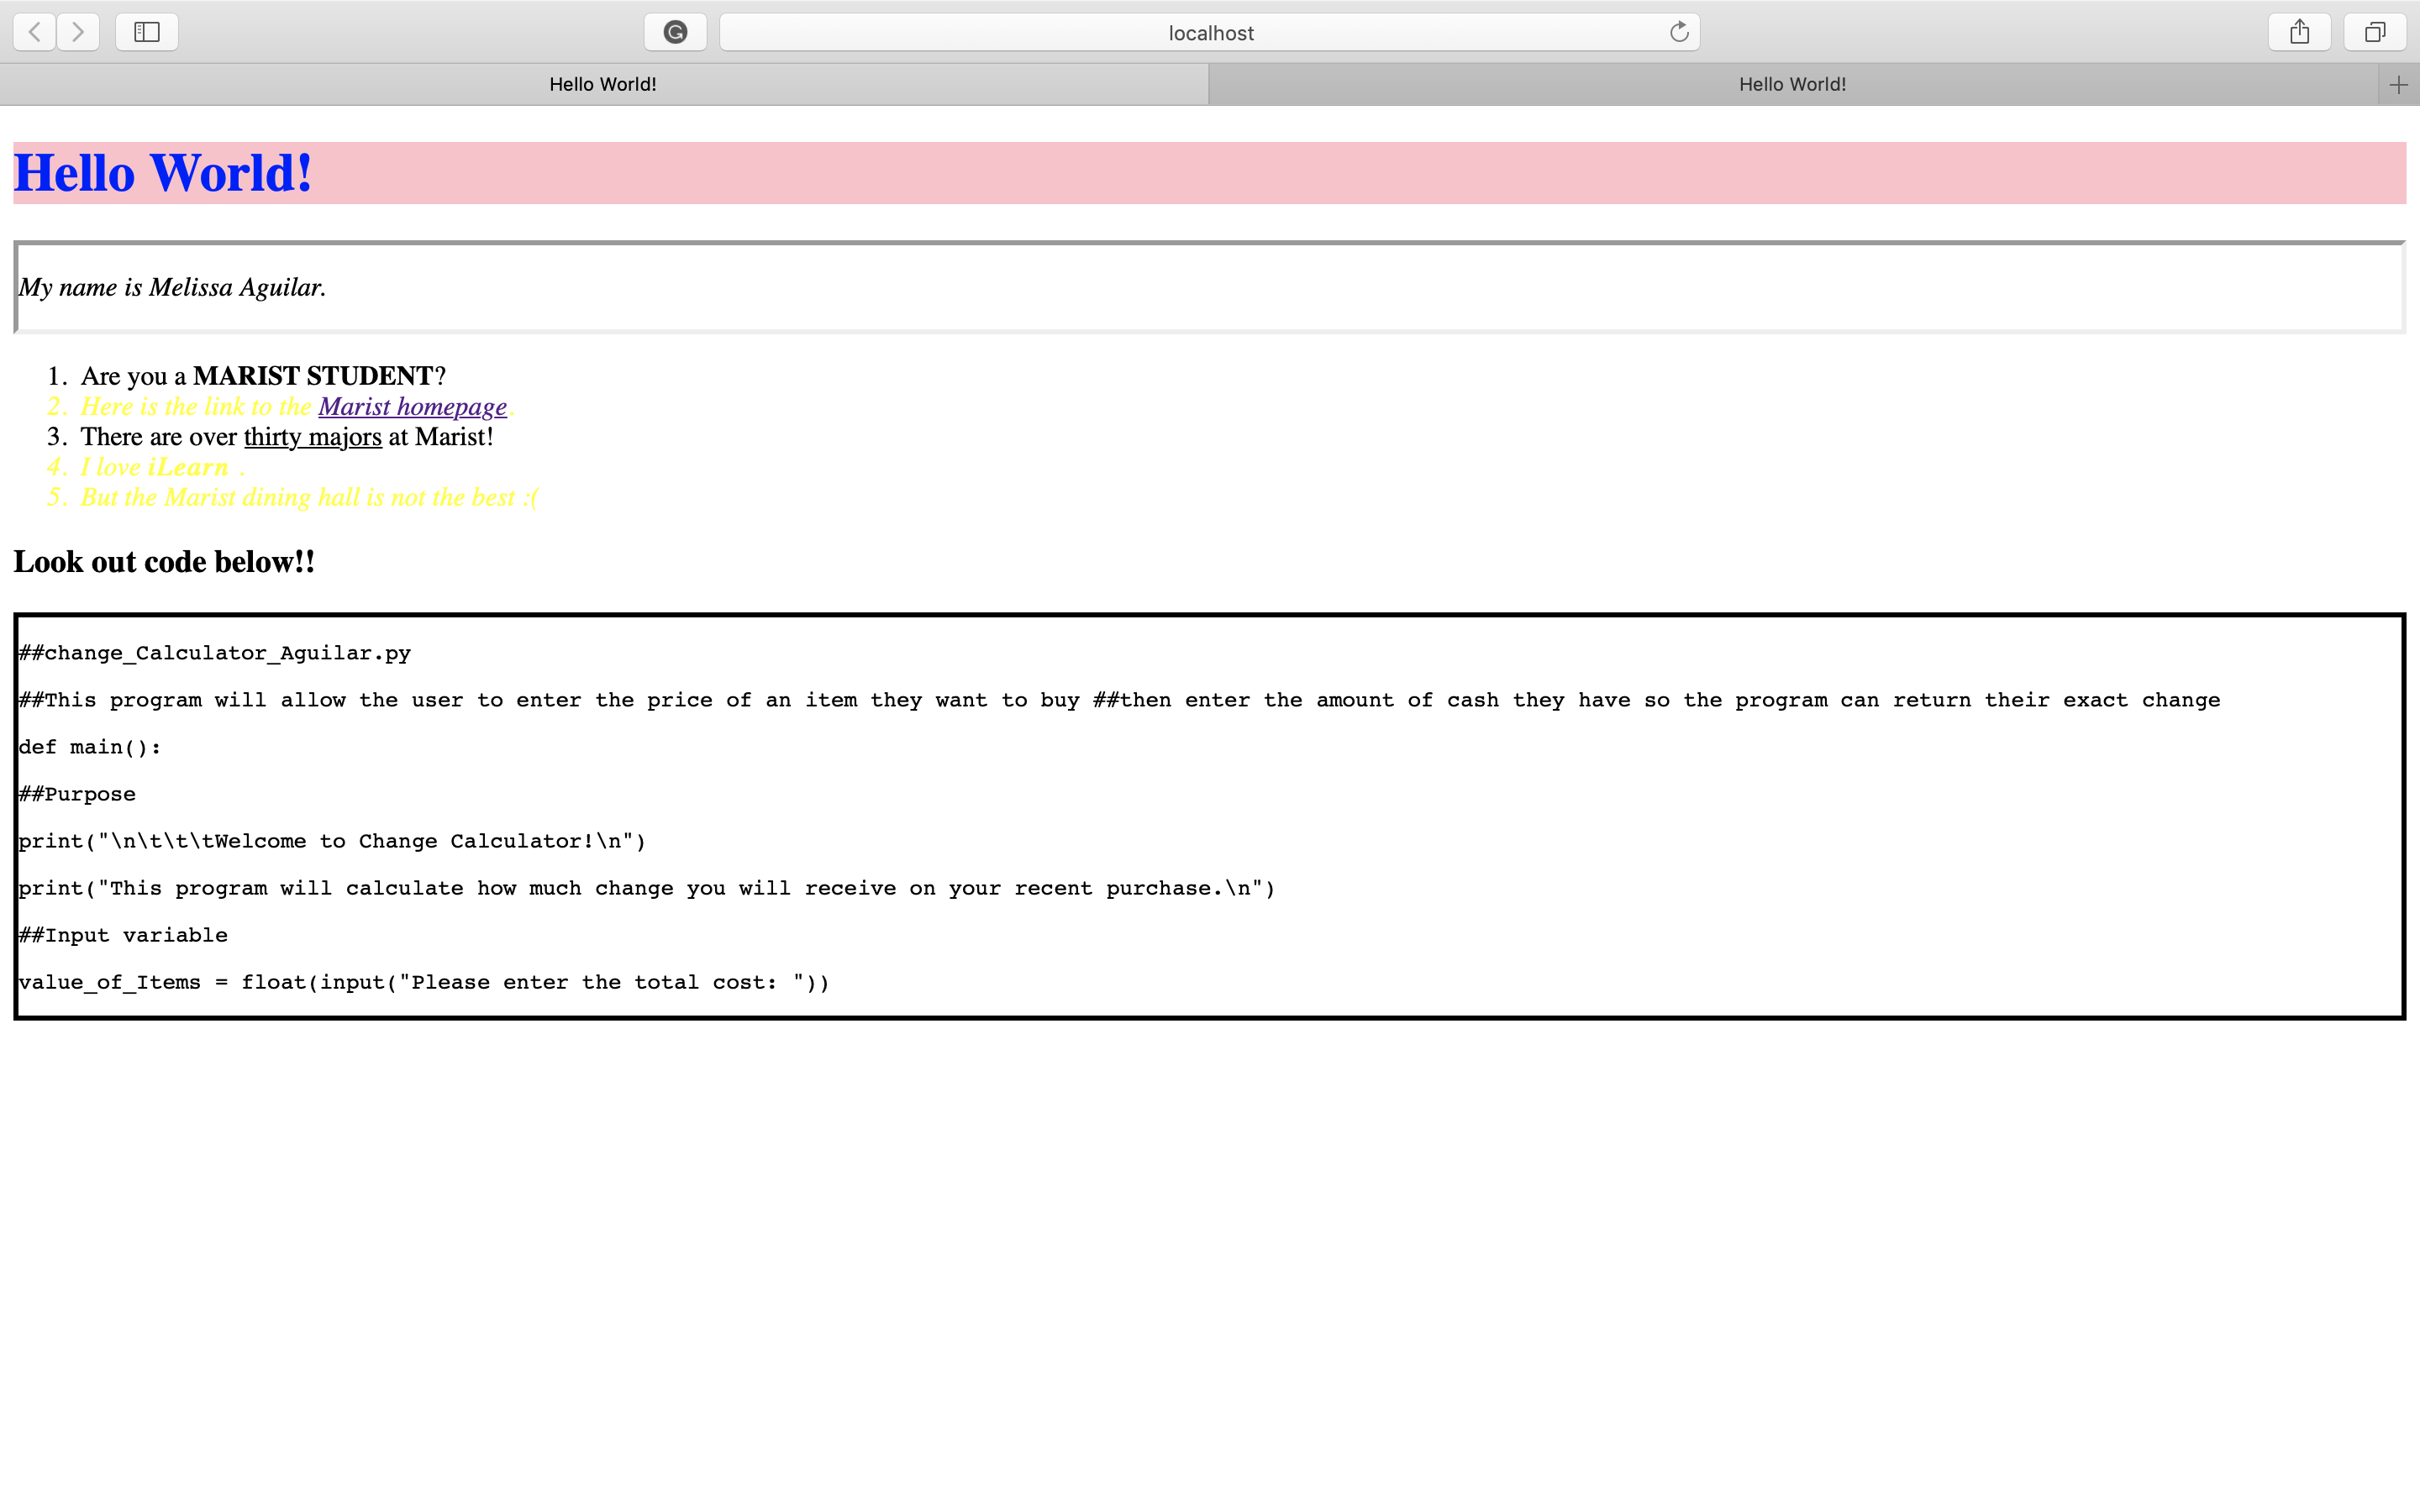 localhost
Hello World!
Hello World!
Hello World!
My name is Melissa Aguilar.
1. Are you a MARIST STUDENT?
2. Here is the link to the Marist homepage.
3. There are over thirty majors at Marist!
4. I love iLearn .
5. But the Marist dining hall is not the best :(
Look out code below!!
##change_Calculator_Aguilar.py
##This program will allow the user to enter the price of an item they want to buy ##then enter the amount of cash they have so the program can return their exact change
def main():
##Purpose
print("\n\t\t\tWelcome to Change Calculator!\n")
print("This program will calculate how much change you will receive on your recent purchase.\n")
##Input variable
value_of_Items = float(input("Please enter the total cost: "))